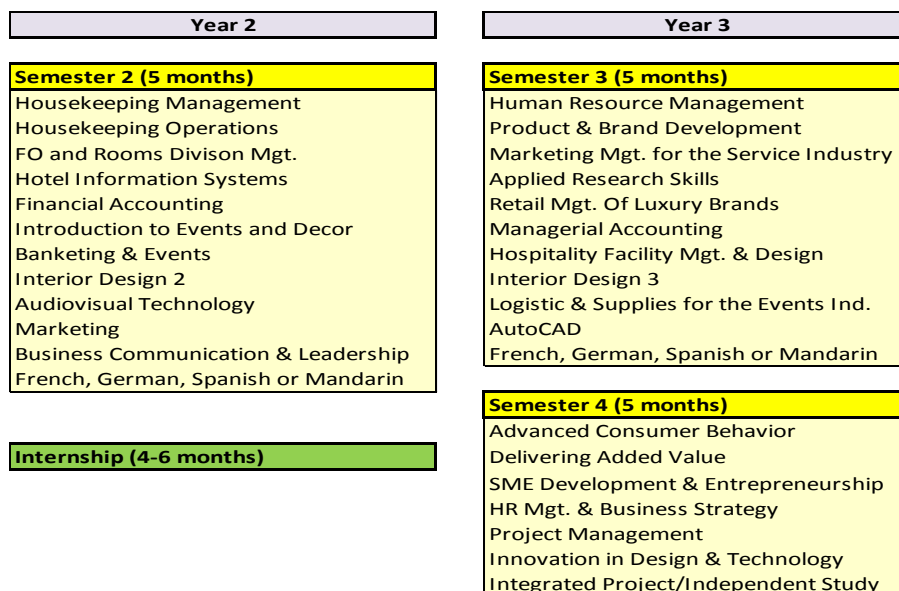 Year 2
Semester 2 (5 months)
Housekeeping Management
Housekeeping Operations
FO and Rooms Divison Mgt.
Hotel Information Systems
Financial Accounting
Introduction to Events and Decor
Banketing & Events
Interior Design 2
Audiovisual Technology
Marketing
Business Communication & Leadership
French, German, Spanish or Mandarin
Internship (4-6 months)
Year 3
Semester 3 (5 months)
Human Resource Management
Product & Brand Development
Marketing Mgt. for the Service Industry
Applied Research Skills
Retail Mgt. Of Luxury Brands
Managerial Accounting
Hospitality Facility Mgt. & Design
Interior Design 3
Logistic & Supplies for the Events Ind.
AutoCAD
French, German, Spanish or Mandarin
Semester 4 (5 months)
Advanced Consumer Behavior
Delivering Added Value
SME Development & Entrepreneurship
HR Mgt. & Business Strategy
Project Management
Innovation in Design & Technology
Integrated Project/Independent Study